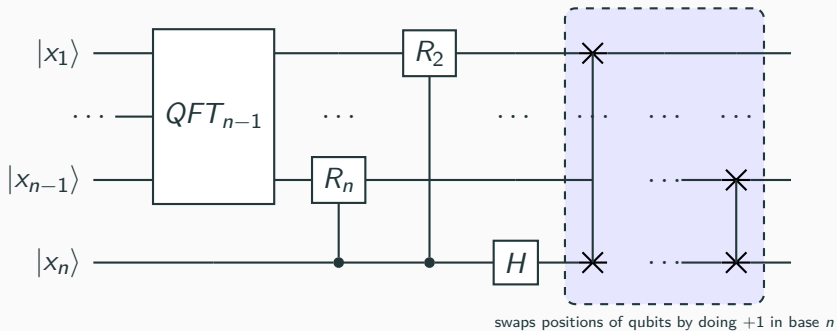 |x₁⟩ R₂
· · · QFTₙ₋₁ · · · · · · · · · · · · · · ·
|xₙ₋₁⟩ Rₙ · · ·
|xₙ⟩ H · · ·
swaps positions of qubits by doing +1 in base n